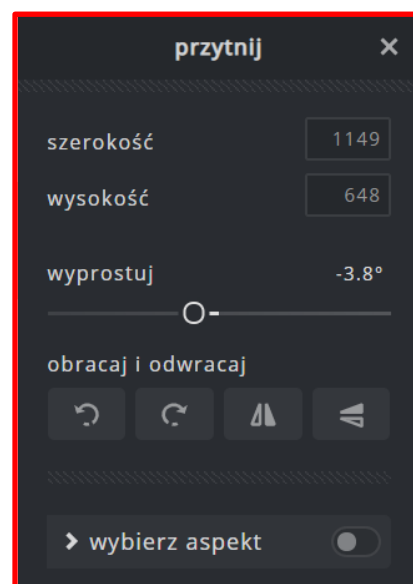 przytnij
szerokość 1149
wysokość 648
wyprostuj -3.8°
obracaj i odwracaj
wybierz aspekt